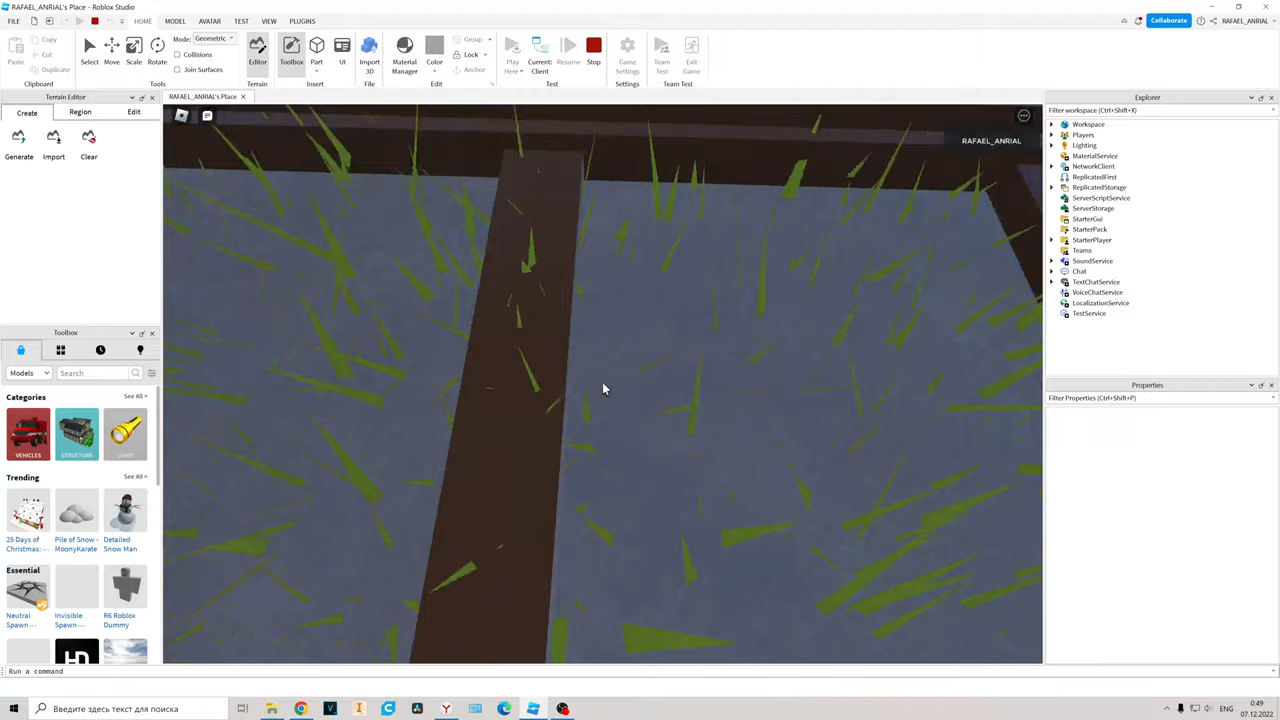 RAFAEL_ANRIAL's Place - Roblox Studio
FILE HOME MODEL AVATAR TEST VIEW PLUGINS Collaborate RAFAEL_ANRIAL
Paste Copy Cut Duplicate
Clipboard
Select Move Scale Rotate
Mode: Geometric
Collisions
Join Surfaces
Tools
Editor
Terrain
Toolbox Part UI
Insert
Import 3D
File
Material Manager Color
Group
Lock
Anchor
Edit
Play Here Current: Client Resume Stop
Test
Game Settings
Settings
Team Test Exit Game
Team Test
Terrain Editor
Create Region Edit
Generate Import Clear
RAFAEL_ANRIAL's Place
RAFAEL_ANRIAL
Toolbox
Models Search
Categories See All >
VEHICLES STRUCTURE LIGHT
Trending See All >
25 Days of Christmas:... Pile of Snow - MoonyKarate Detailed Snow Man
Essential See All >
Neutral Spawn... Invisible Spawn... R6 Roblox Dummy
HD
Explorer
Filter workspace (Ctrl+Shift+X)
Workspace
Players
Lighting
MaterialService
NetworkClient
ReplicatedFirst
ReplicatedStorage
ServerScriptService
ServerStorage
StarterGui
StarterPack
StarterPlayer
Teams
SoundService
Chat
TextChatService
VoiceChatService
LocalizationService
TestService
Properties
Filter Properties (Ctrl+Shift+P)
Run a command
Введите здесь текст для поиска
ENG
0:49
07.12.2022